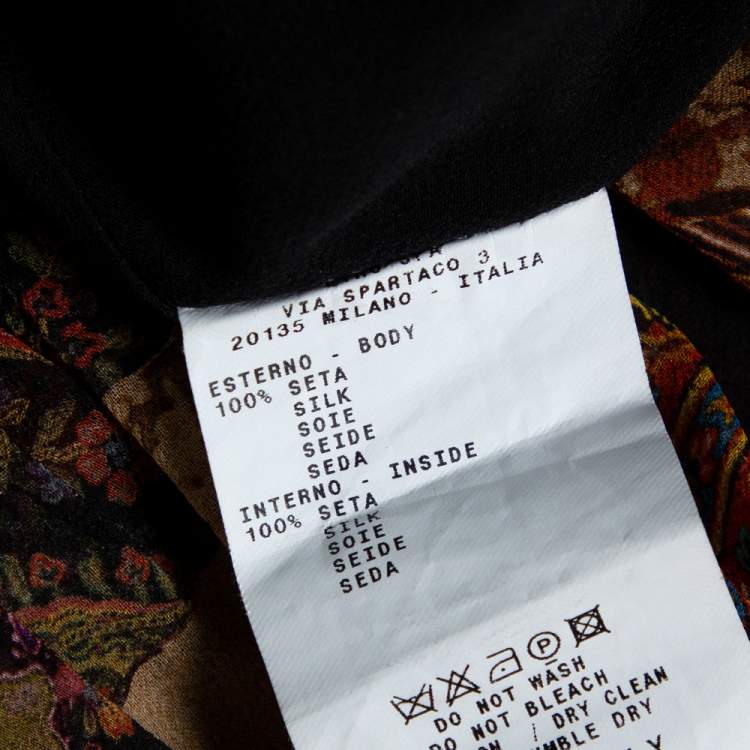 VIA SPARTACO 3
20135 MILANO - ITALIA
ESTERNO - BODY
100% SETA
SILK
SOIE
SEIDE
SEDA
INTERNO - INSIDE
100% SETA
SILK
SOIE
SEIDE
SEDA
P
DO NOT WASH
DO NOT BLEACH
DRY CLEAN
DRY